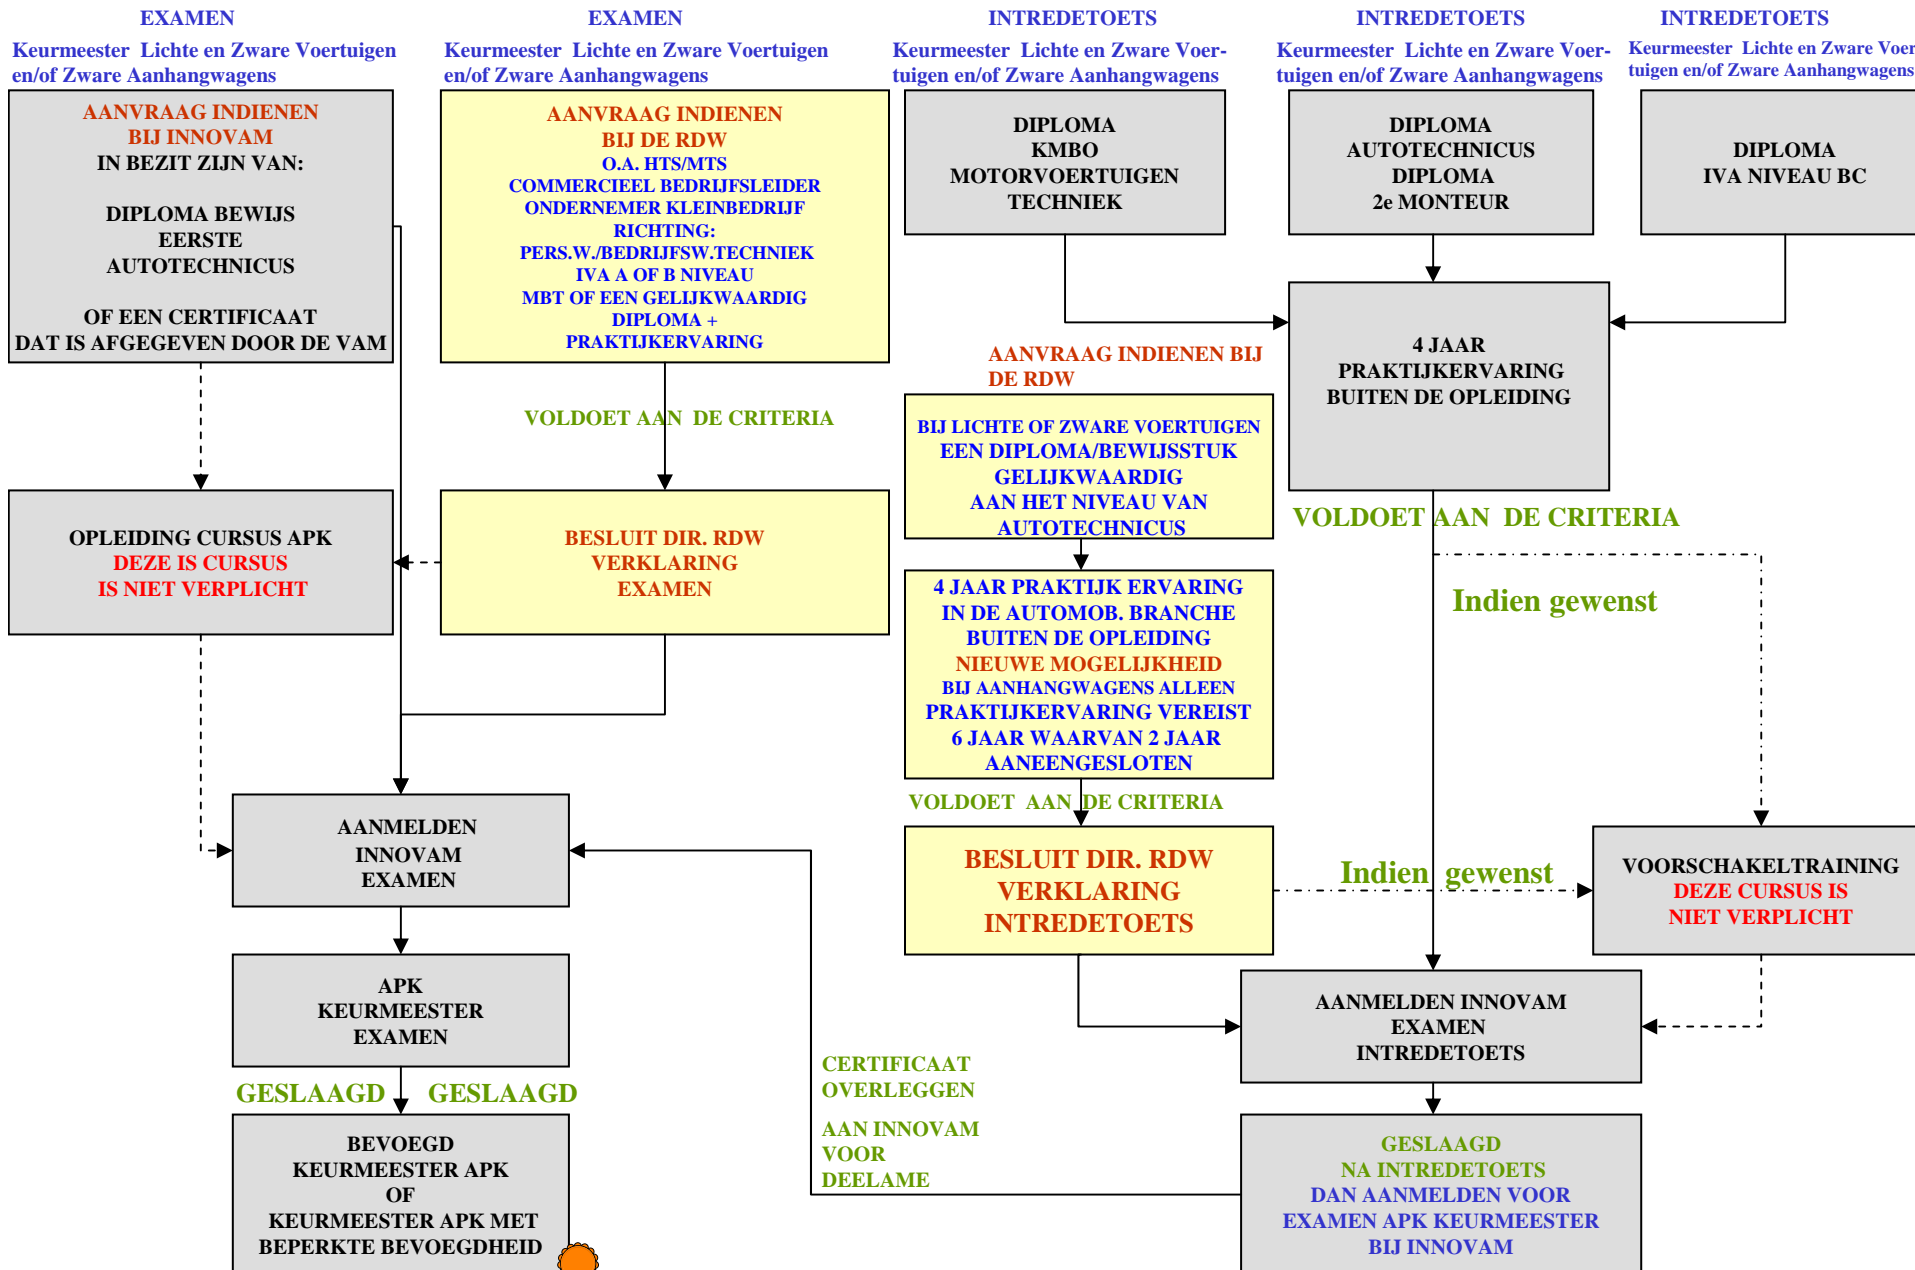 EXAMEN
Keurmeester  Lichte en Zware Voertuigen
en/of Zware Aanhangwagens
AANVRAAG INDIENEN
BIJ INNOVAM
IN BEZIT ZIJN VAN:
DIPLOMA BEWIJS
EERSTE
AUTOTECHNICUS
OF EEN CERTIFICAAT
DAT IS AFGEGEVEN DOOR DE VAM
OPLEIDING CURSUS APK
DEZE IS CURSUS
IS NIET VERPLICHT
EXAMEN
Keurmeester  Lichte en Zware Voertuigen
en/of Zware Aanhangwagens
AANVRAAG INDIENEN
BIJ DE RDW
O.A. HTS/MTS
COMMERCIEEL BEDRIJFSLEIDER
ONDERNEMER KLEINBEDRIJF
RICHTING:
PERS.W./BEDRIJFSW.TECHNIEK
IVA A OF B NIVEAU
MBT OF EEN GELIJKWAARDIG
DIPLOMA +
PRAKTIJKERVARING
VOLDOET AAN  DE CRITERIA
BESLUIT DIR. RDW
VERKLARING
EXAMEN
AANMELDEN
INNOVAM
EXAMEN
APK
KEURMEESTER
EXAMEN
GESLAAGD
GESLAAGD
BEVOEGD
KEURMEESTER APK
OF
KEURMEESTER APK MET
BEPERKTE BEVOEGDHEID
INTREDETOETS
Keurmeester  Lichte en Zware Voer-
tuigen en/of Zware Aanhangwagens
DIPLOMA
KMBO
MOTORVOERTUIGEN
TECHNIEK
INTREDETOETS
Keurmeester  Lichte en Zware Voer-
tuigen en/of Zware Aanhangwagens
DIPLOMA
AUTOTECHNICUS
DIPLOMA
2e MONTEUR
INTREDETOETS
Keurmeester  Lichte en Zware Voer
tuigen en/of Zware Aanhangwagens
DIPLOMA
IVA NIVEAU BC
4 JAAR
PRAKTIJKERVARING
BUITEN DE OPLEIDING
AANVRAAG INDIENEN BIJ
DE RDW
BIJ LICHTE OF ZWARE VOERTUIGEN
EEN DIPLOMA/BEWIJSSTUK
GELIJKWAARDIG
AAN HET NIVEAU VAN
AUTOTECHNICUS
4 JAAR PRAKTIJK ERVARING
IN DE AUTOMOB. BRANCHE
BUITEN DE OPLEIDING
NIEUWE MOGELIJKHEID
BIJ AANHANGWAGENS ALLEEN
PRAKTIJKERVARING VEREIST
6 JAAR WAARVAN 2 JAAR
AANEENGESLOTEN
VOLDOET  AAN  DE CRITERIA
BESLUIT DIR. RDW
VERKLARING
INTREDETOETS
VOLDOET AAN  DE CRITERIA
Indien gewenst
Indien  gewenst
VOORSCHAKELTRAINING
DEZE CURSUS IS
NIET VERPLICHT
AANMELDEN INNOVAM
EXAMEN
INTREDETOETS
GESLAAGD
NA INTREDETOETS
DAN AANMELDEN VOOR
EXAMEN APK KEURMEESTER
BIJ INNOVAM
CERTIFICAAT
OVERLEGGEN
AAN INNOVAM
VOOR
DEELAME